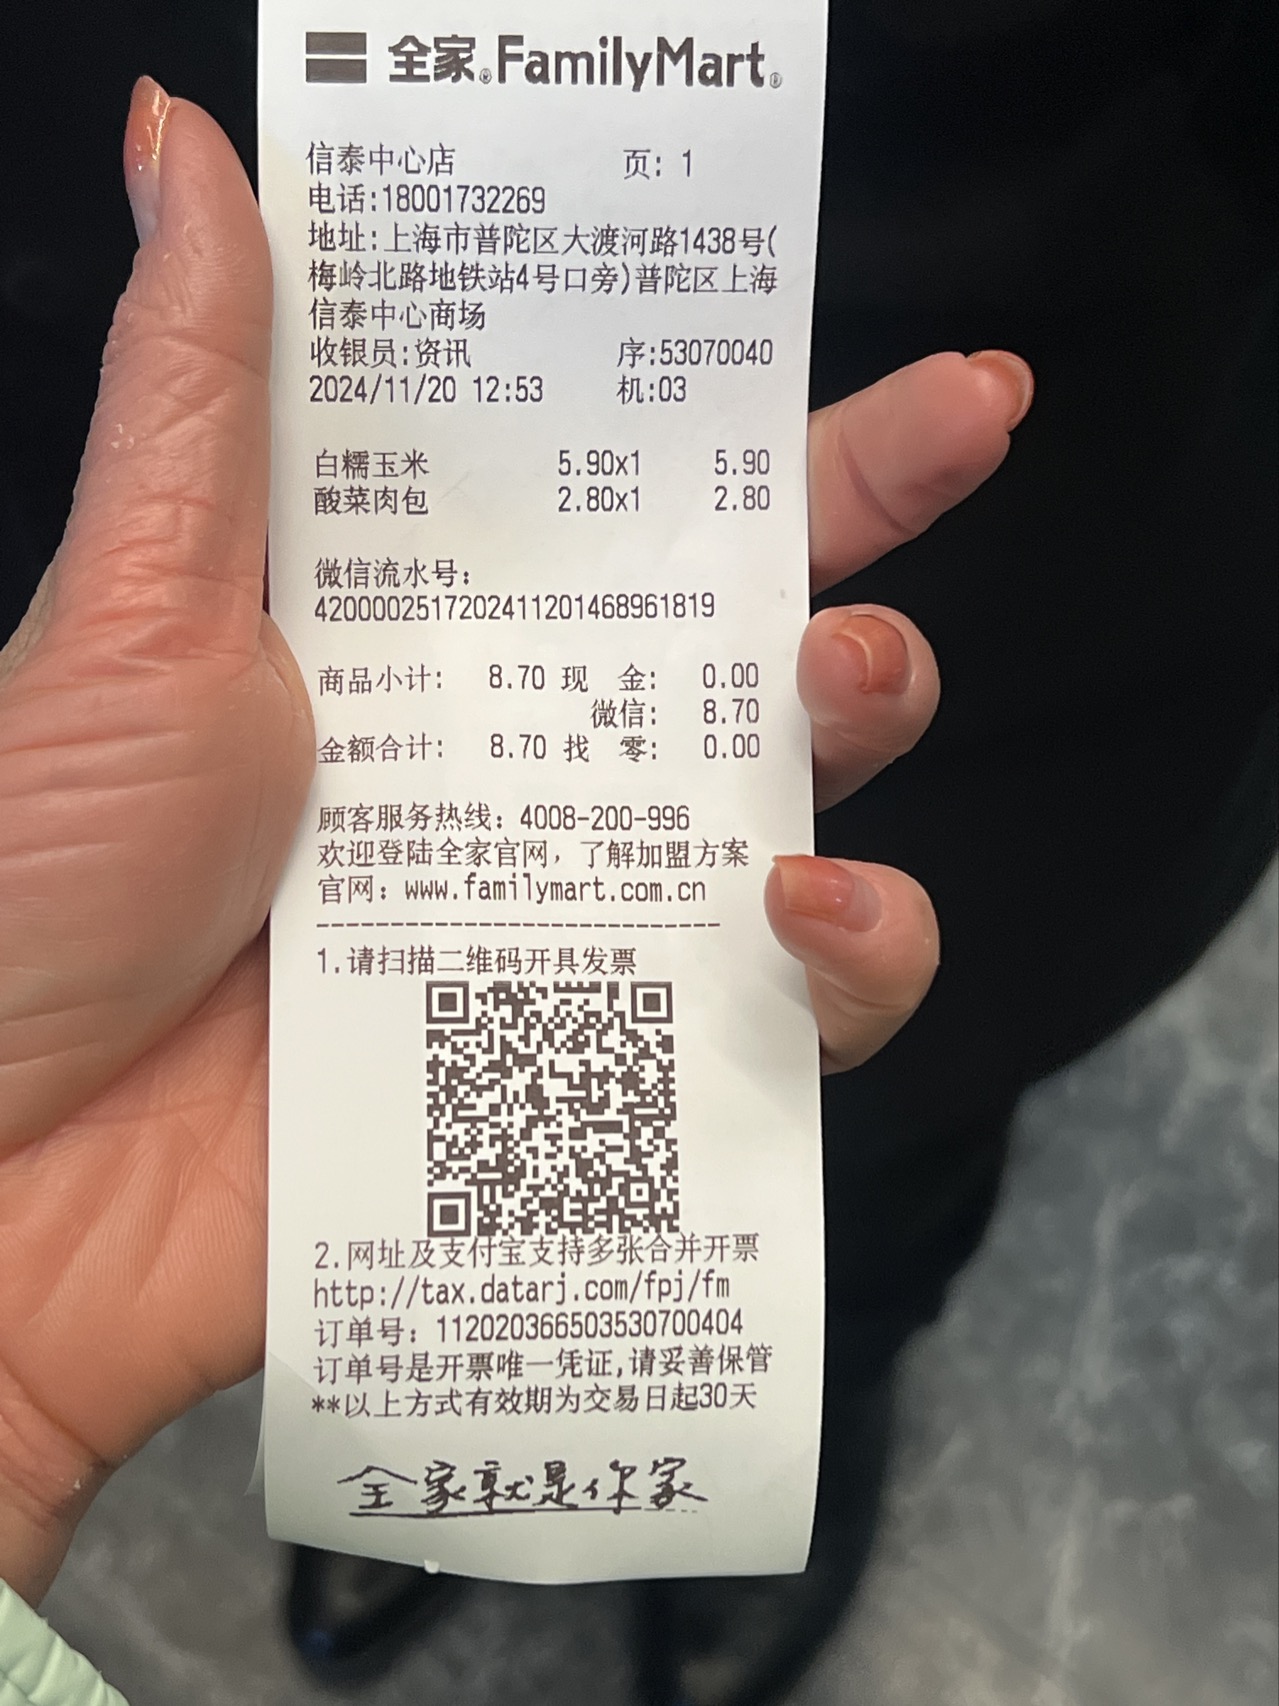 全家®FamilyMart®
信泰中心店 页: 1
电话:18001732269
地址:上海市普陀区大渡河路1438号(
梅岭北路地铁站4号口旁)普陀区上海
信泰中心商场
收银员:资讯 序:53070040
2024/11/20 12:53 机:03
白糯玉米 5.90x1 5.90
酸菜肉包 2.80x1 2.80
微信流水号:
4200002517202411201468961819
商品小计: 8.70 现 金: 0.00
微信: 8.70
金额合计: 8.70 找 零: 0.00
顾客服务热线: 4008-200-996
欢迎登陆全家官网，了解加盟方案
官网: www.familymart.com.cn
----------------------------
1.请扫描二维码开具发票
2.网址及支付宝支持多张合并开票
http://tax.datarj.com/fpj/fm
订单号: 112020366503530700404
订单号是开票唯一凭证,请妥善保管
**以上方式有效期为交易日起30天
全家就是你家